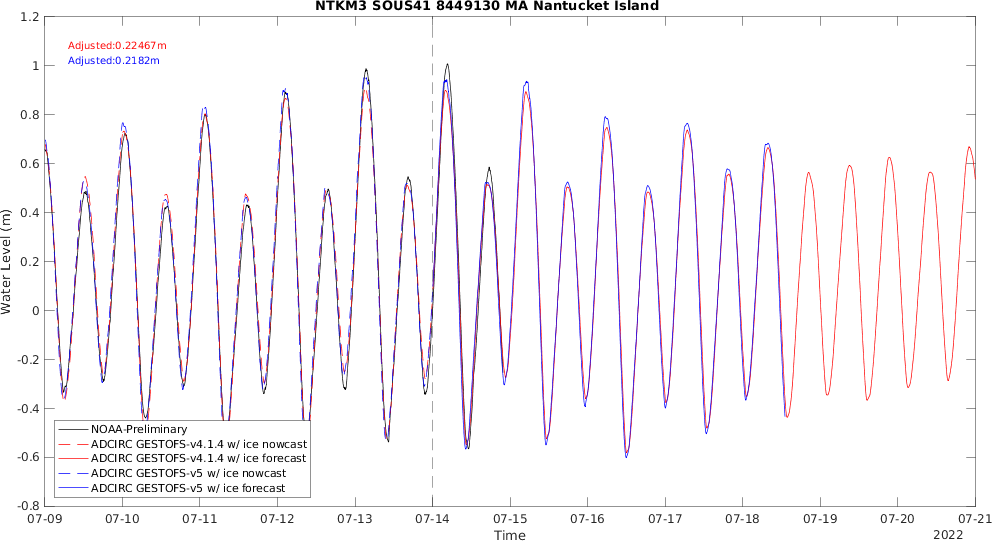 NTKM3 SOUS41 8449130 MA Nantucket Island
1.2
1
0.8
0.6
0.4
0.2
0
-0.2
-0.4
-0.6
-0.8
Water Level (m)
Adjusted:0.22467m
Adjusted:0.2182m
NOAA-Preliminary
ADCIRC GESTOFS-v4.1.4 w/ ice nowcast
ADCIRC GESTOFS-v4.1.4 w/ ice forecast
ADCIRC GESTOFS-v5 w/ ice nowcast
ADCIRC GESTOFS-v5 w/ ice forecast
07-09 07-10 07-11 07-12 07-13 07-14 07-15 07-16 07-17 07-18 07-19 07-20 07-21
Time
2022